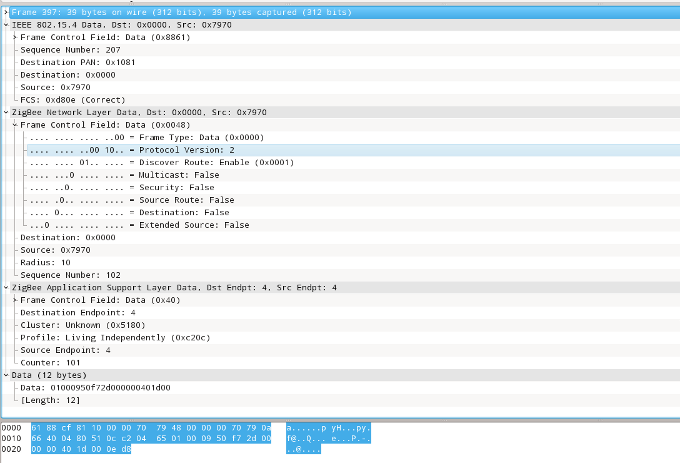 Frame 397: 39 bytes on wire (312 bits), 39 bytes captured (312 bits)
IEEE 802.15.4 Data, Dst: 0x0000, Src: 0x7970
Frame Control Field: Data (0x8861)
Sequence Number: 207
Destination PAN: 0x1081
Destination: 0x0000
Source: 0x7970
FCS: 0xd80e (Correct)
ZigBee Network Layer Data, Dst: 0x0000, Src: 0x7970
Frame Control Field: Data (0x0048)
.... .... .... ..00 = Frame Type: Data (0x0000)
.... .... ..00 10.. = Protocol Version: 2
.... .... 01.. .... = Discover Route: Enable (0x0001)
.... ...0 .... .... = Multicast: False
.... ..0. .... .... = Security: False
.... .0.. .... .... = Source Route: False
.... 0... .... .... = Destination: False
...0 .... .... .... = Extended Source: False
Destination: 0x0000
Source: 0x7970
Radius: 10
Sequence Number: 102
ZigBee Application Support Layer Data, Dst Endpt: 4, Src Endpt: 4
Frame Control Field: Data (0x40)
Destination Endpoint: 4
Cluster: Unknown (0x5180)
Profile: Living Independently (0xc20c)
Source Endpoint: 4
Counter: 101
Data (12 bytes)
Data: 01000950f72d000000401d00
[Length: 12]
0000 61 88 cf 81 10 00 00 70 79 48 00 00 00 70 79 0a a......p yH...py.
0010 66 40 04 80 51 0c c2 04 65 01 00 09 50 f7 2d 00 f@..Q... e...P.-.
0020 00 00 40 1d 00 0e d8 ..@....